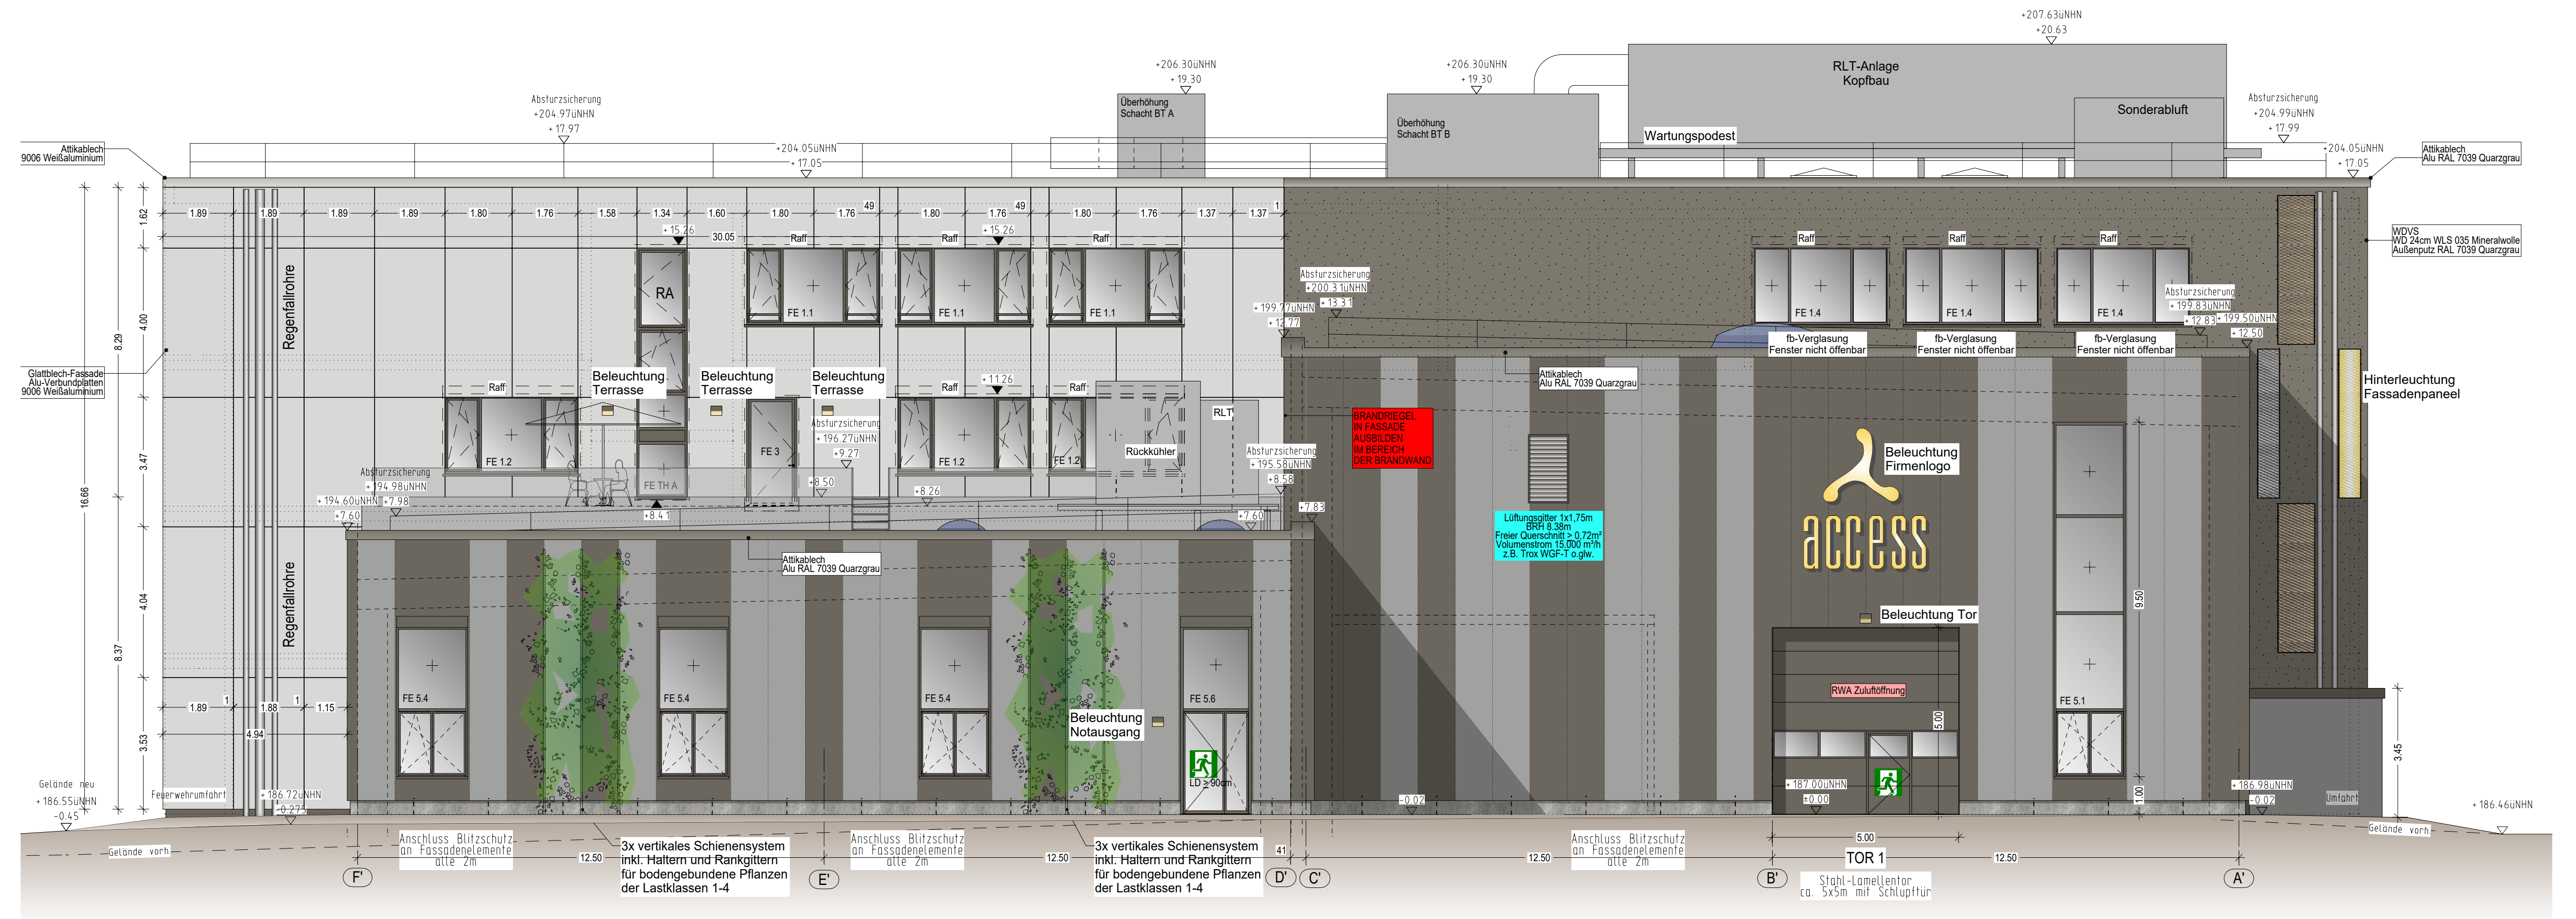 +207.63üNHN
+20.63
+206.30üNHN
+19.30
+206.30üNHN
+19.30
RLT-Anlage
Kopfbau
Absturzsicherung
+204.97üNHN
+17.97
Überhöhung
Schacht BT A
Überhöhung
Schacht BT B
Sonderabluft
Absturzsicherung
+204.99üNHN
+17.99
Wartungspodest
Attikablech
9006 Weißaluminium
+204.05üNHN
+17.05
+204.05üNHN
+17.05
Attikablech
Alu RAL 7039 Quarzgrau
1.62
1.89
1.89
1.89
1.89
1.80
1.76
1.58
1.34
1.60
1.80
1.76
49
1.80
1.76
49
1.80
1.76
1.37
1.37
1
30.05
+15.26
Raff
Raff
+15.26
Raff
Raff
Raff
Raff
WDVS
WD 24cm WLS 035 Mineralwolle
Außenputz RAL 7039 Quarzgrau
Regenfallrohre
RA
FE 1.1
FE 1.1
FE 1.1
Absturzsicherung
+200.31üNHN
+13.31
+199.77üNHN
+12.77
FE 1.4
FE 1.4
FE 1.4
Absturzsicherung
+199.83üNHN
+12.83
+199.50üNHN
+12.50
fb-Verglasung
Fenster nicht öffenbar
fb-Verglasung
Fenster nicht öffenbar
fb-Verglasung
Fenster nicht öffenbar
4.00
8.29
Glattblech-Fassade
Alu-Verbundplatten
9006 Weißaluminium
Beleuchtung
Terrasse
Beleuchtung
Terrasse
Beleuchtung
Terrasse
Raff
Raff
+11.26
Raff
Attikablech
Alu RAL 7039 Quarzgrau
Hinterleuchtung
Fassadenpaneel
RLT
Rückkühler
BRANDRIEGEL
IN FASSADE
AUSBILDEN
IM BEREICH
DER BRANDWAND
Absturzsicherung
+196.27üNHN
+9.27
FE 1.2
FE 3
FE 1.2
FE 1.2
FE TH A
3.47
16.66
Absturzsicherung
+194.98üNHN
+7.98
+194.60üNHN
+7.60
+8.41
+8.50
+8.26
Absturzsicherung
+195.58üNHN
+8.58
+7.60
+7.83
Beleuchtung
Firmenlogo
access
Lüftungsgitter 1x1,75m
BRH 8.38m
Freier Querschnitt ≥ 0,72m²
Volumenstrom 15.000 m³/h
z.B. Trox WGF-T o.glw.
Attikablech
Alu RAL 7039 Quarzgrau
Regenfallrohre
4.04
8.37
9.50
Beleuchtung Tor
FE 5.4
FE 5.4
FE 5.4
FE 5.6
FE 5.1
RWA Zuluftöffnung
5.00
1
1
1.89
1.88
1.15
4.94
3.53
Beleuchtung
Notausgang
LD ≥ 90cm
3.45
1.00
Gelände neu
+186.55üNHN
-0.45
Feuerwehrumfahrt
+186.72üNHN
-0.275
-0.02
+187.00üNHN
±0.00
+186.98üNHN
-0.02
Umfahrt
+186.46üNHN
Gelände vorh.
Gelände vorh.
Anschluss Blitzschutz
an Fassadenelemente
alle 2m
Anschluss Blitzschutz
an Fassadenelemente
alle 2m
Anschluss Blitzschutz
an Fassadenelemente
alle 2m
12.50
12.50
41
12.50
5.00
12.50
3x vertikales Schienensystem
inkl. Haltern und Rankgittern
für bodengebundene Pflanzen
der Lastklassen 1-4
3x vertikales Schienensystem
inkl. Haltern und Rankgittern
für bodengebundene Pflanzen
der Lastklassen 1-4
TOR 1
Stahl-Lamellentor
ca. 5x5m mit Schlupftür
F'
E'
D'
C'
B'
A'